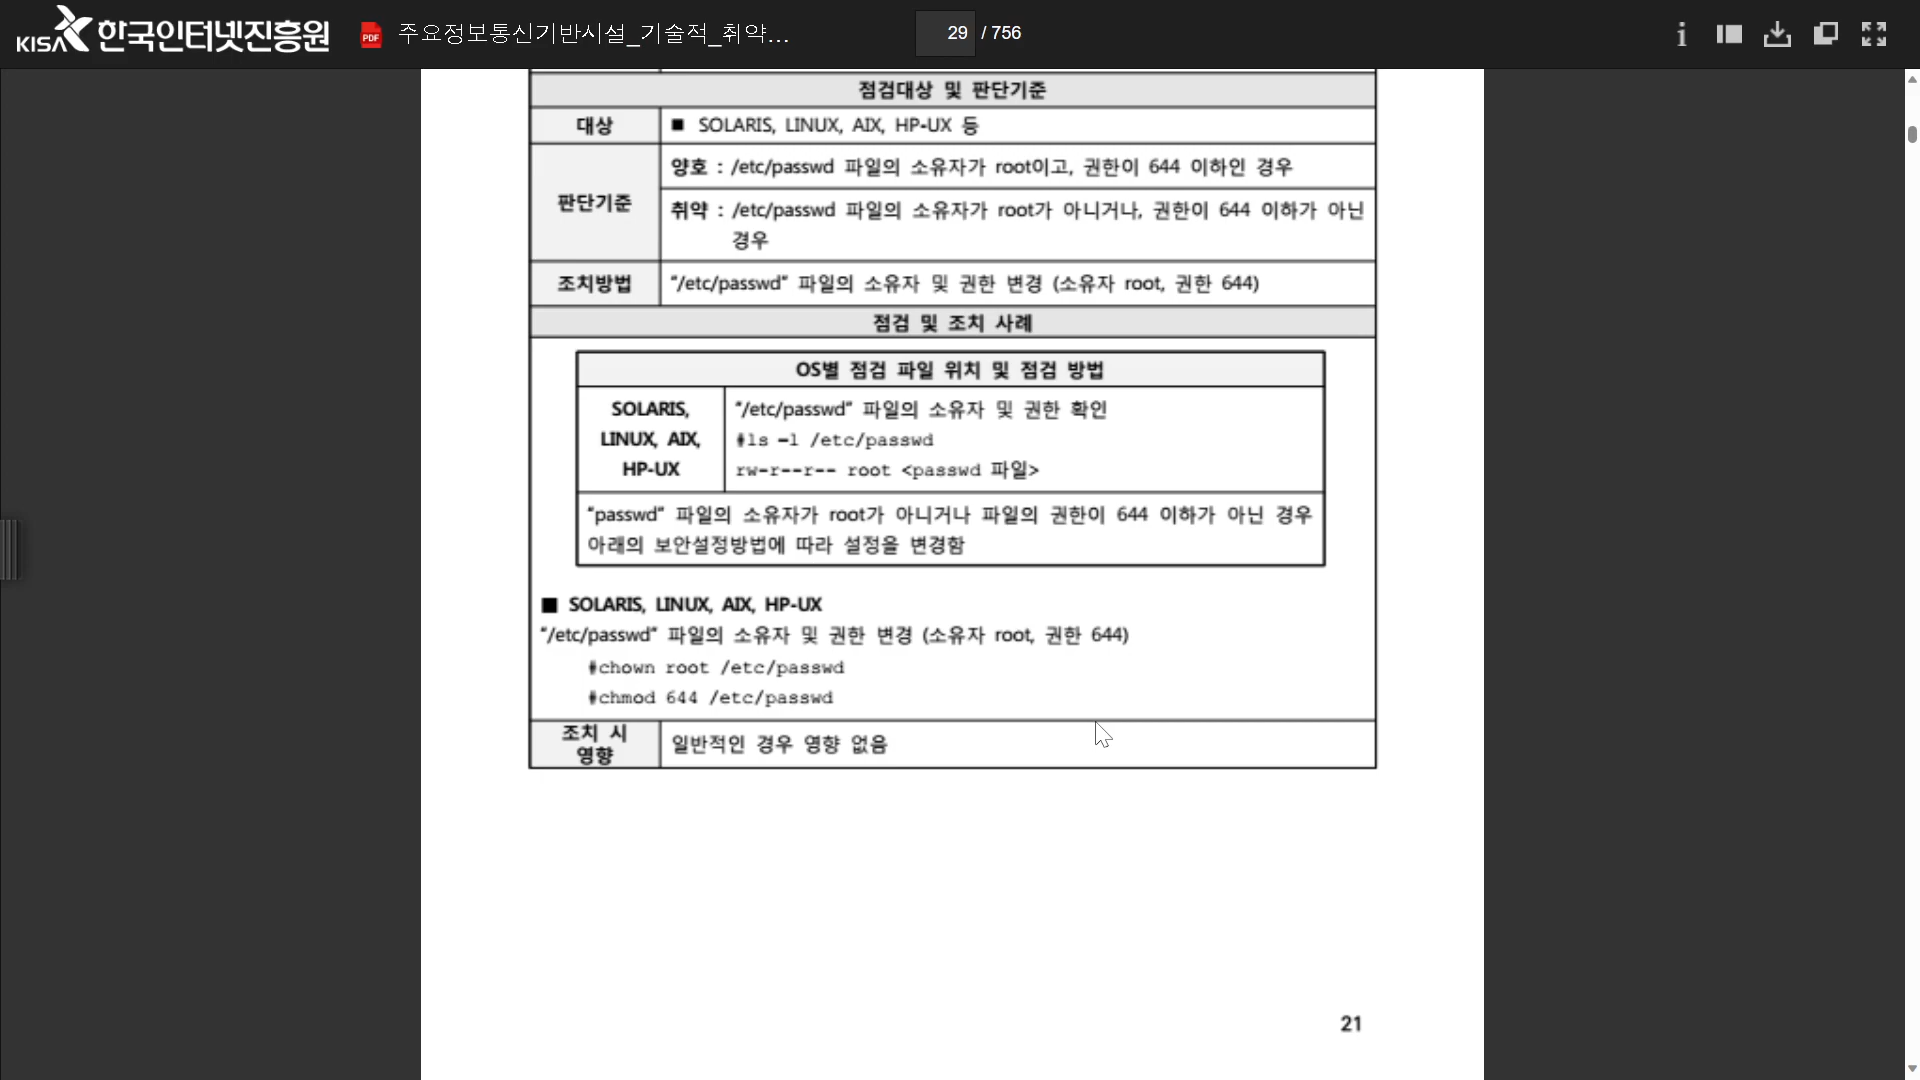 KISA 한국인터넷진흥원
PDF 주요정보통신기반시설_기술적_취약... 29 / 756
점검대상 및 판단기준
대상 ■ SOLARIS, LINUX, AIX, HP-UX 등
판단기준
양호 : /etc/passwd 파일의 소유자가 root이고, 권한이 644 이하인 경우
취약 : /etc/passwd 파일의 소유자가 root가 아니거나, 권한이 644 이하가 아닌
경우
조치방법 "/etc/passwd" 파일의 소유자 및 권한 변경 (소유자 root, 권한 644)
점검 및 조치 사례
OS별 점검 파일 위치 및 점검 방법
SOLARIS,
LINUX, AIX,
HP-UX
"/etc/passwd" 파일의 소유자 및 권한 확인
#ls -l /etc/passwd
rw-r--r-- root <passwd 파일>
"passwd" 파일의 소유자가 root가 아니거나 파일의 권한이 644 이하가 아닌 경우
아래의 보안설정방법에 따라 설정을 변경함
■ SOLARIS, LINUX, AIX, HP-UX
"/etc/passwd" 파일의 소유자 및 권한 변경 (소유자 root, 권한 644)
#chown root /etc/passwd
#chmod 644 /etc/passwd
조치 시
영향
일반적인 경우 영향 없음
21